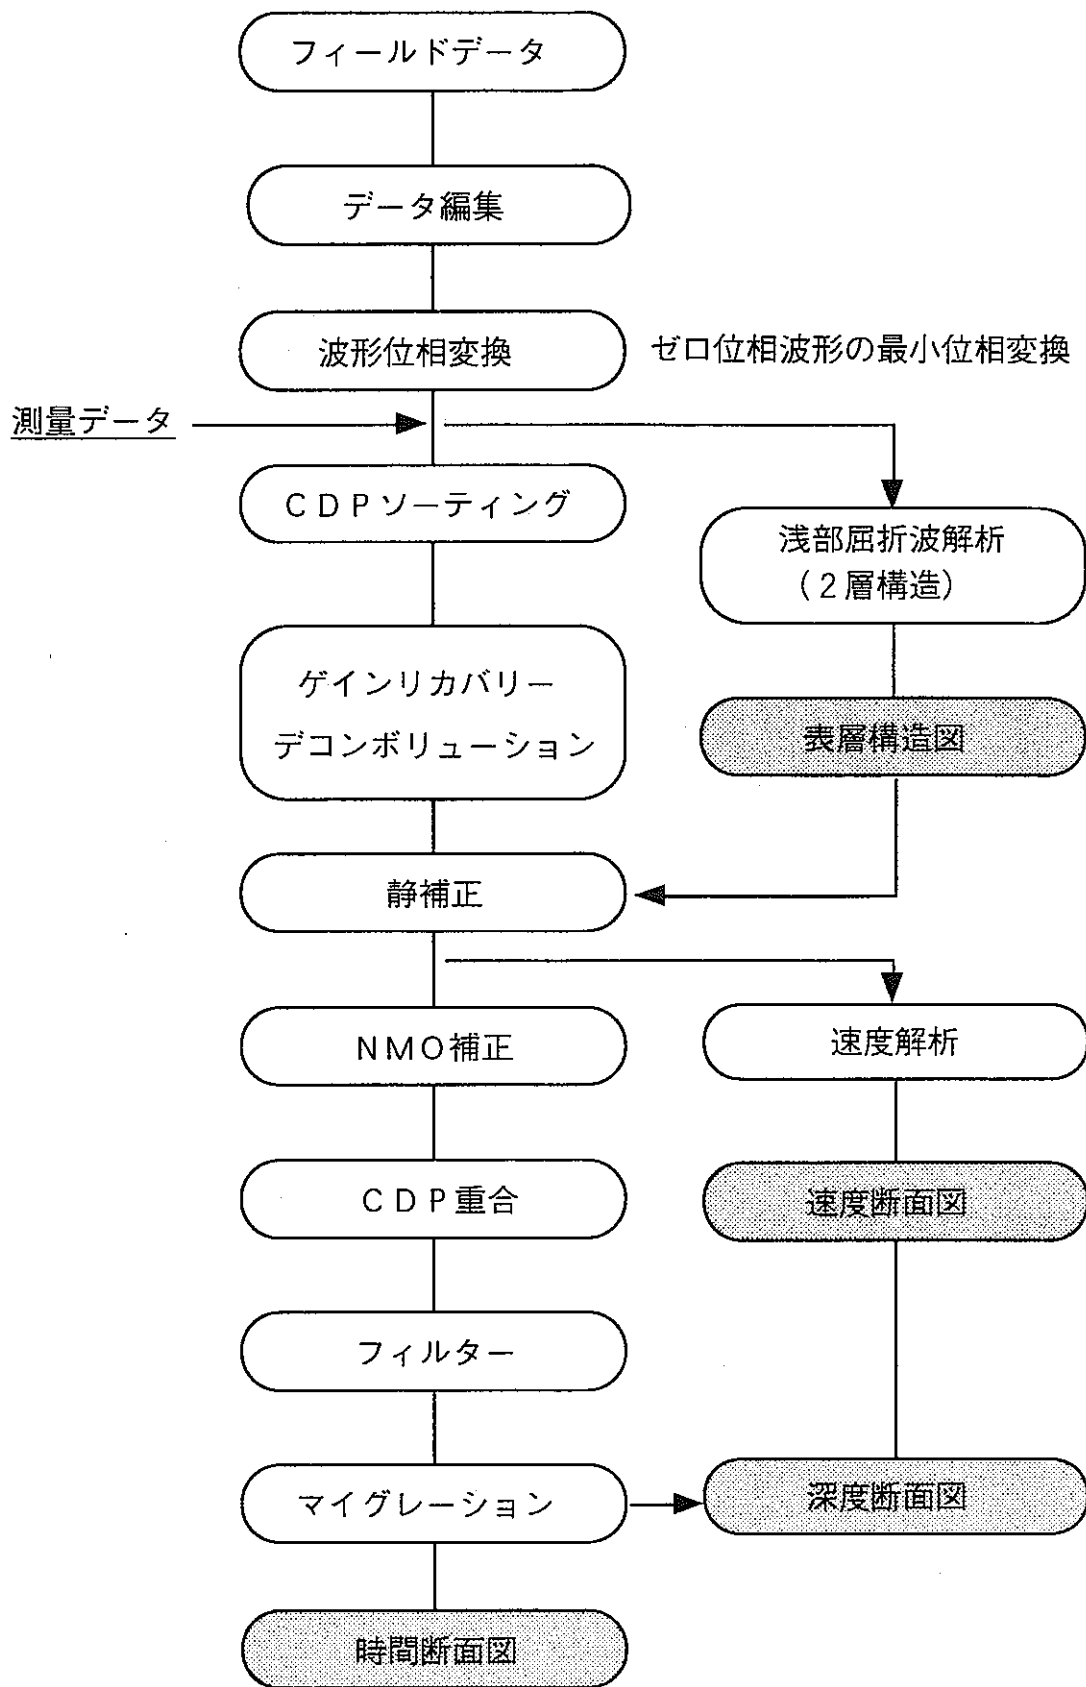 フィールドデータ
データ編集
波形位相変換
ゼロ位相波形の最小位相変換
測量データ
CDPソーティング
浅部屈折波解析
(2層構造)
ゲインリカバリー
デコンボリューション
表層構造図
静補正
NMO補正
速度解析
CDP重合
速度断面図
フィルター
マイグレーション
深度断面図
時間断面図